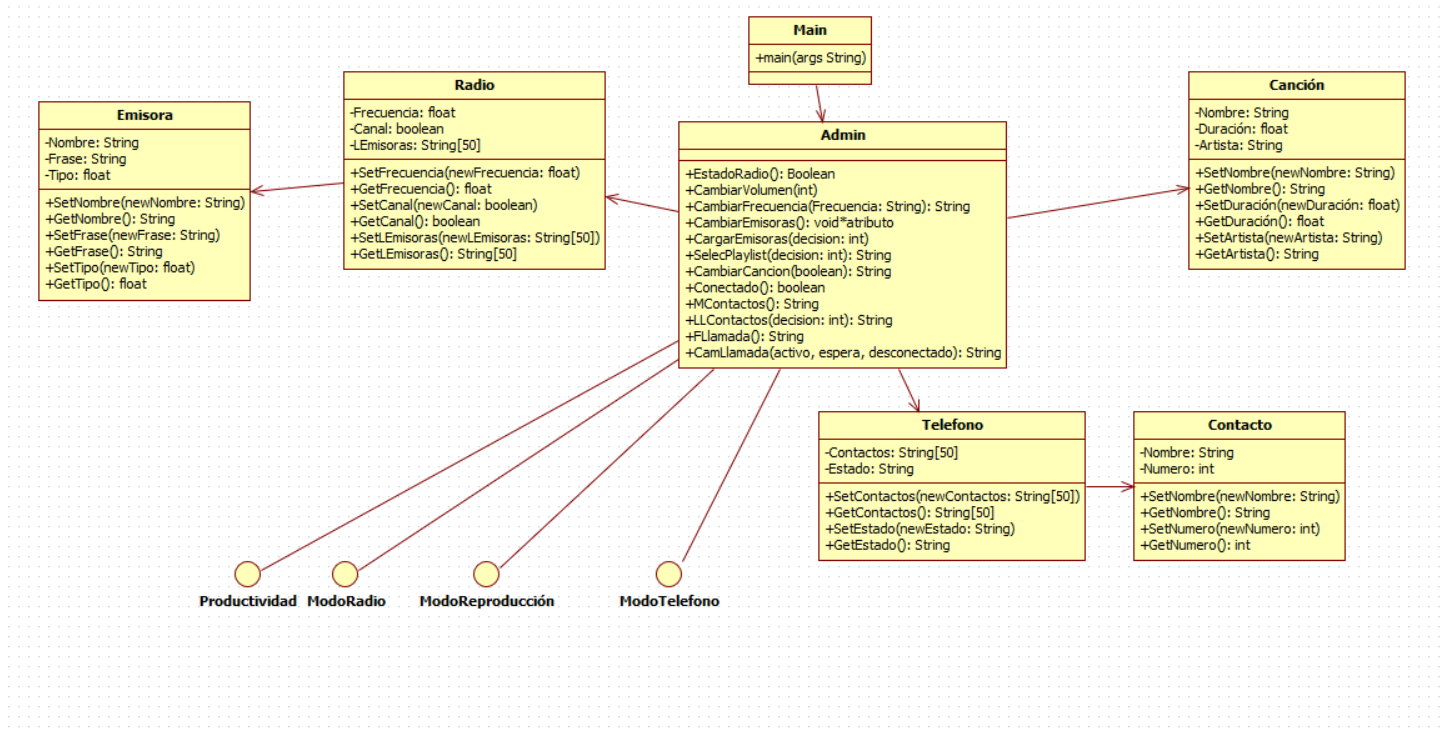 Main
+main(args String)
Emisora
-Nombre: String
-Frase: String
-Tipo: float
+SetNombre(newNombre: String)
+GetNombre(): String
+SetFrase(newFrase: String)
+GetFrase(): String
+SetTipo(newTipo: float)
+GetTipo(): float
Radio
-Frecuencia: float
-Canal: boolean
-LEmisoras: String[50]
+SetFrecuencia(newFrecuencia: float)
+GetFrecuencia(): float
+SetCanal(newCanal: boolean)
+GetCanal(): boolean
+SetLEmisoras(newLEmisoras: String[50])
+GetLEmisoras(): String[50]
Admin
+EstadoRadio(): Boolean
+CambiarVolumen(int)
+CambiarFrecuencia(Frecuencia: String): String
+CambiarEmisoras(): void*atributo
+CargarEmisoras(decision: int)
+SelecPlaylist(decision: int): String
+CambiarCancion(boolean): String
+Conectado(): boolean
+MContactos(): String
+LLContactos(decision: int): String
+FLlamada(): String
+CamLlamada(activo, espera, desconectado): String
Canción
-Nombre: String
-Duración: float
-Artista: String
+SetNombre(newNombre: String)
+GetNombre(): String
+SetDuración(newDuración: float)
+GetDuración(): float
+SetArtista(newArtista: String)
+GetArtista(): String
Telefono
-Contactos: String[50]
-Estado: String
+SetContactos(newContactos: String[50])
+GetContactos(): String[50]
+SetEstado(newEstado: String)
+GetEstado(): String
Contacto
-Nombre: String
-Numero: int
+SetNombre(newNombre: String)
+GetNombre(): String
+SetNumero(newNumero: int)
+GetNumero(): int
Productividad
ModoRadio
ModoReproducción
ModoTelefono